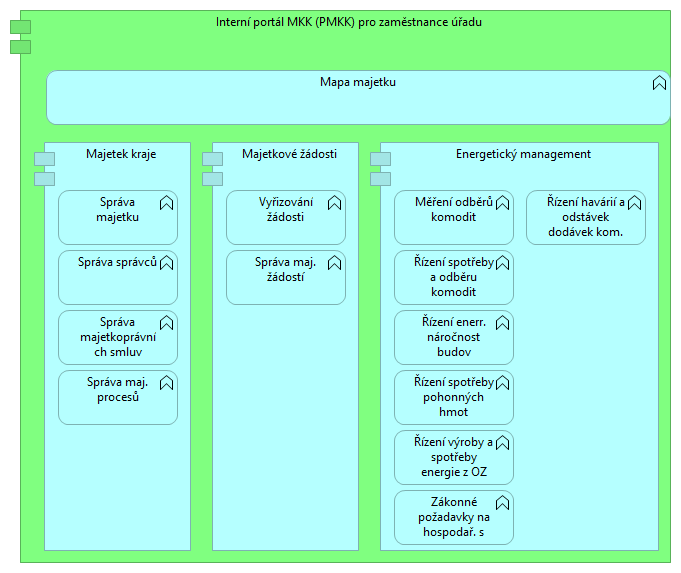 Interní portál MKK (PMKK) pro zaměstnance úřadu
Mapa majetku
Majetek kraje
Správa
majetku
Správa správců
Správa
majetkoprávní
ch smluv
Správa maj.
procesů
Majetkové žádosti
Vyřizování
žádosti
Správa maj.
žádostí
Energetický management
Měření odběrů
komodit
Řízení spotřeby
a odběru
komodit
Řízení enerr.
náročnost
budov
Řízení spotřeby
pohonných
hmot
Řízení výroby a
spotřeby
energie z OZ
Zákonné
požadavky na
hospodař. s
Řízení havárií a
odstávek
dodávek kom.